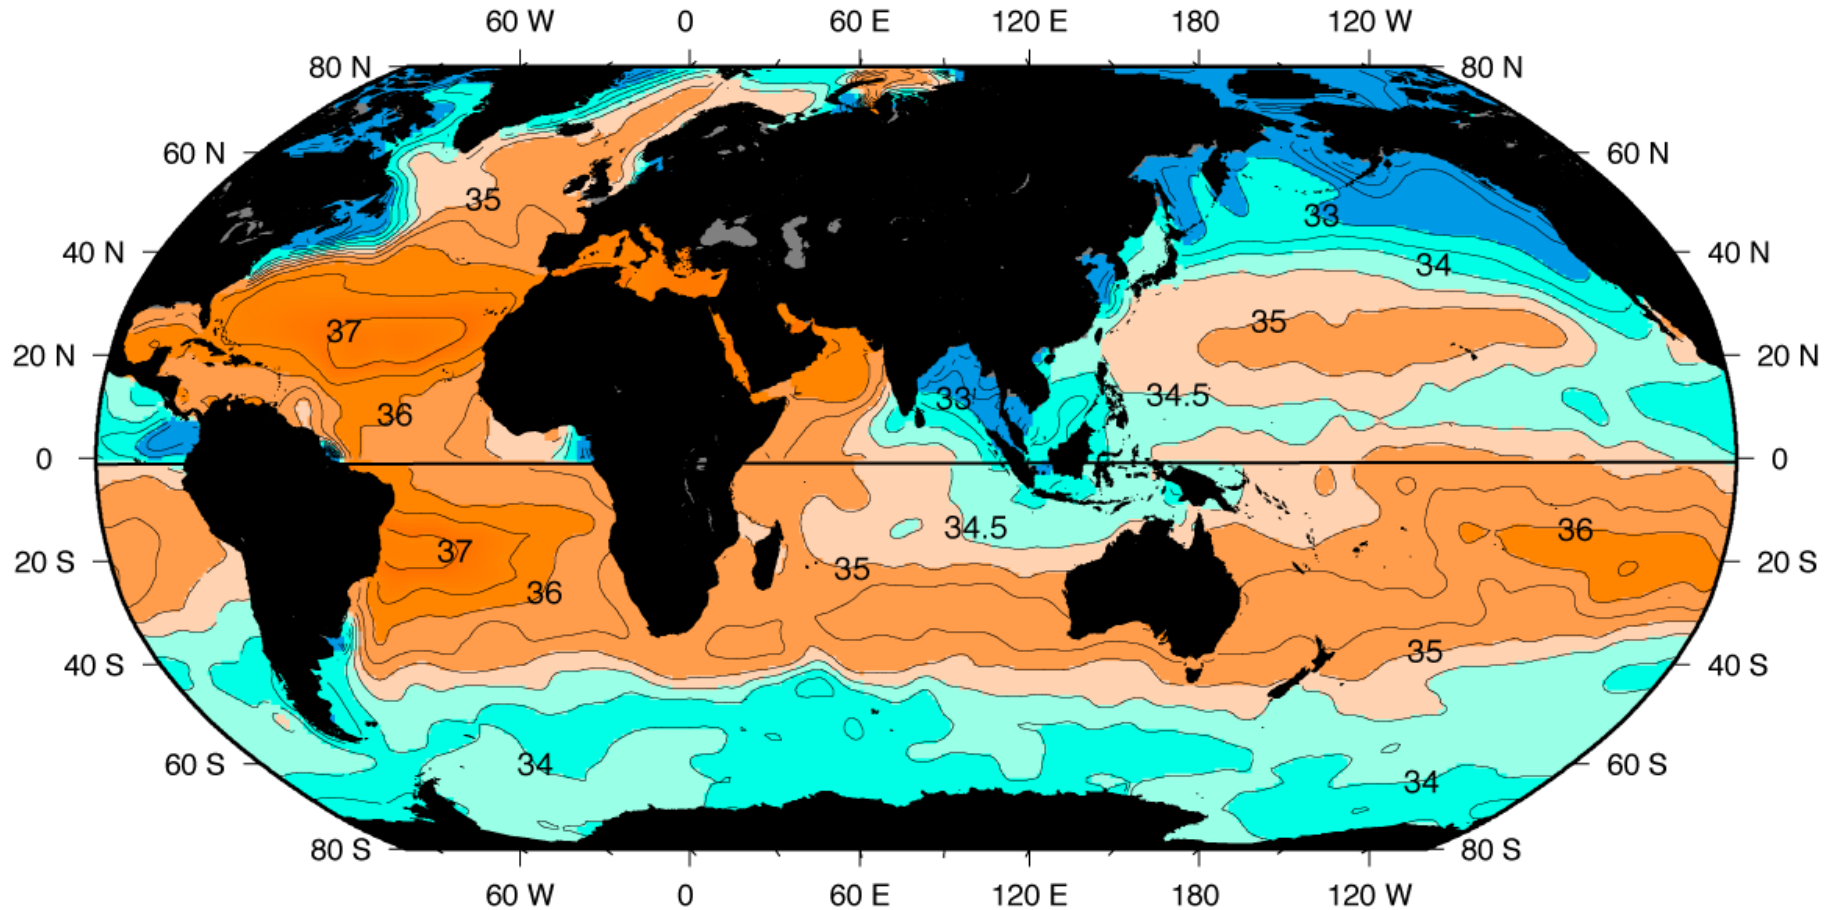 60 W 0 60 E 120 E 180 120 W
80 N 80 N
60 N 60 N
35
33
40 N 40 N
34
37 35
20 N 20 N
33 34.5
36
0 0
34.5 36
37
20 S 35 20 S
36
35
40 S 40 S
60 S 34 60 S
34
80 S 80 S
60 W 0 60 E 120 E 180 120 W